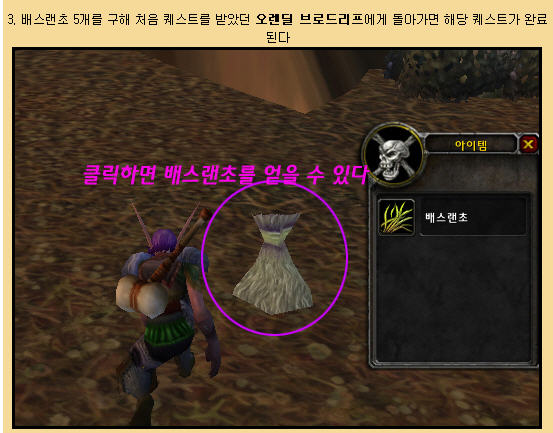 3. 배스랜초 5개를 구해 처음 퀘스트를 받았던 오렌딜 브로드리프에게 돌아가면 해당 퀘스트가 완료
된다
아이템
클릭하면 배스랜초를 얻을 수 있다
배스랜초